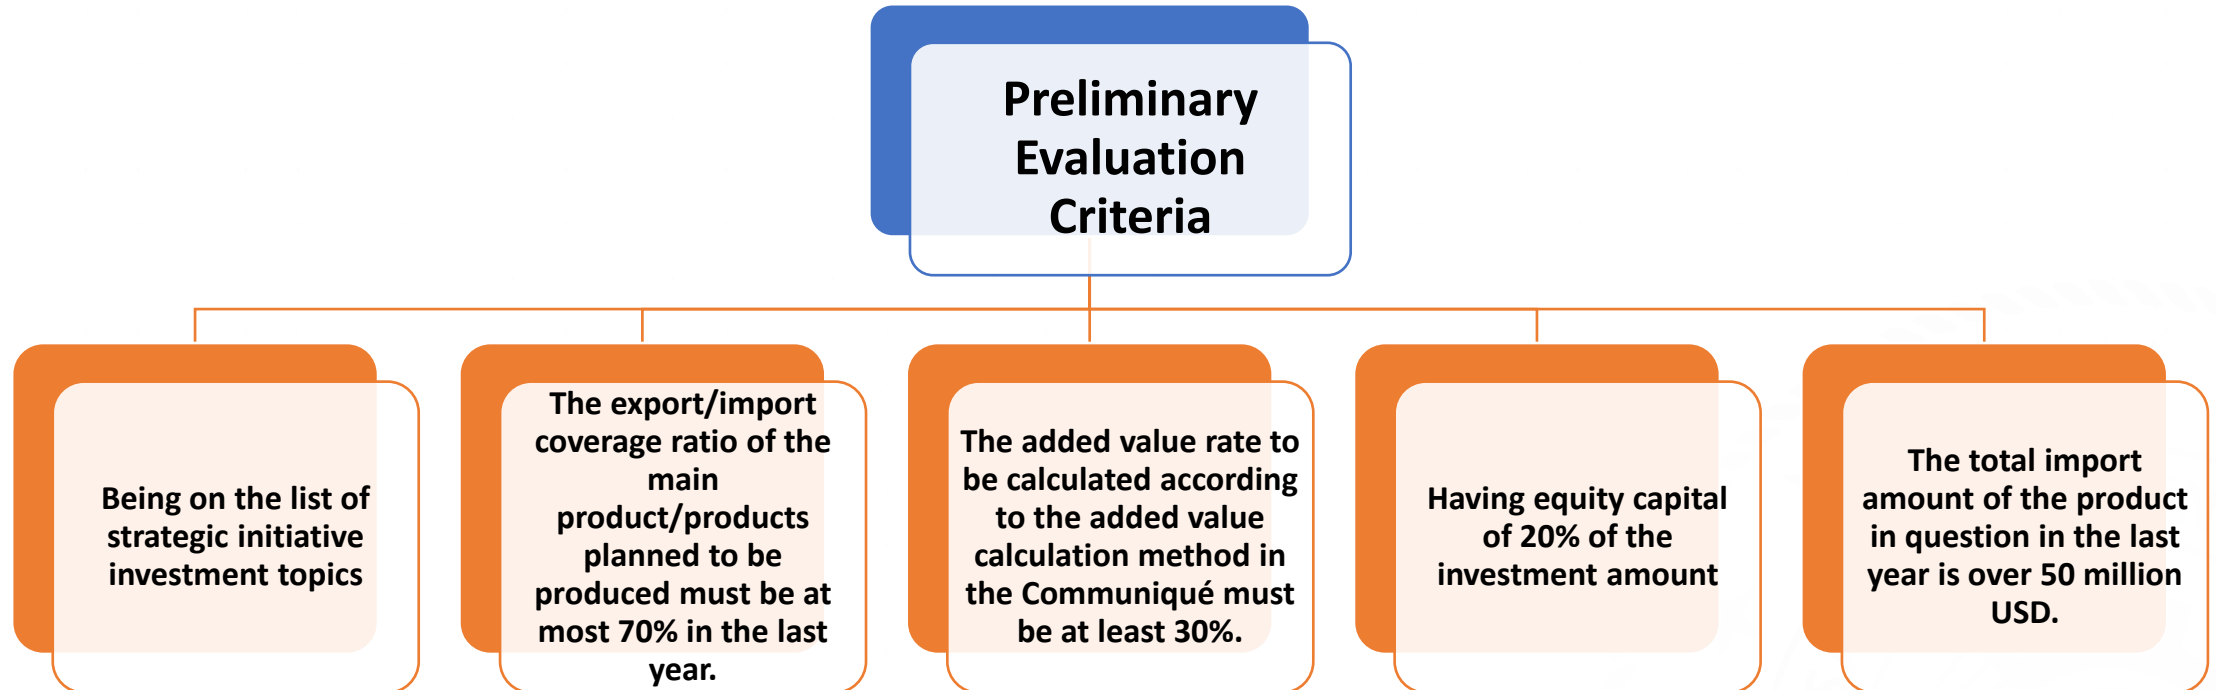 Preliminary
Evaluation
Criteria
Being on the list of
strategic initiative
investment topics
The export/import
coverage ratio of the
main
product/products
planned to be
produced must be at
most 70% in the last
year.
The added value rate to
be calculated according
to the added value
calculation method in
the Communiqué must
be at least 30%.
Having equity capital
of 20% of the
investment amount
The total import
amount of the product
in question in the last
year is over 50 million
USD.